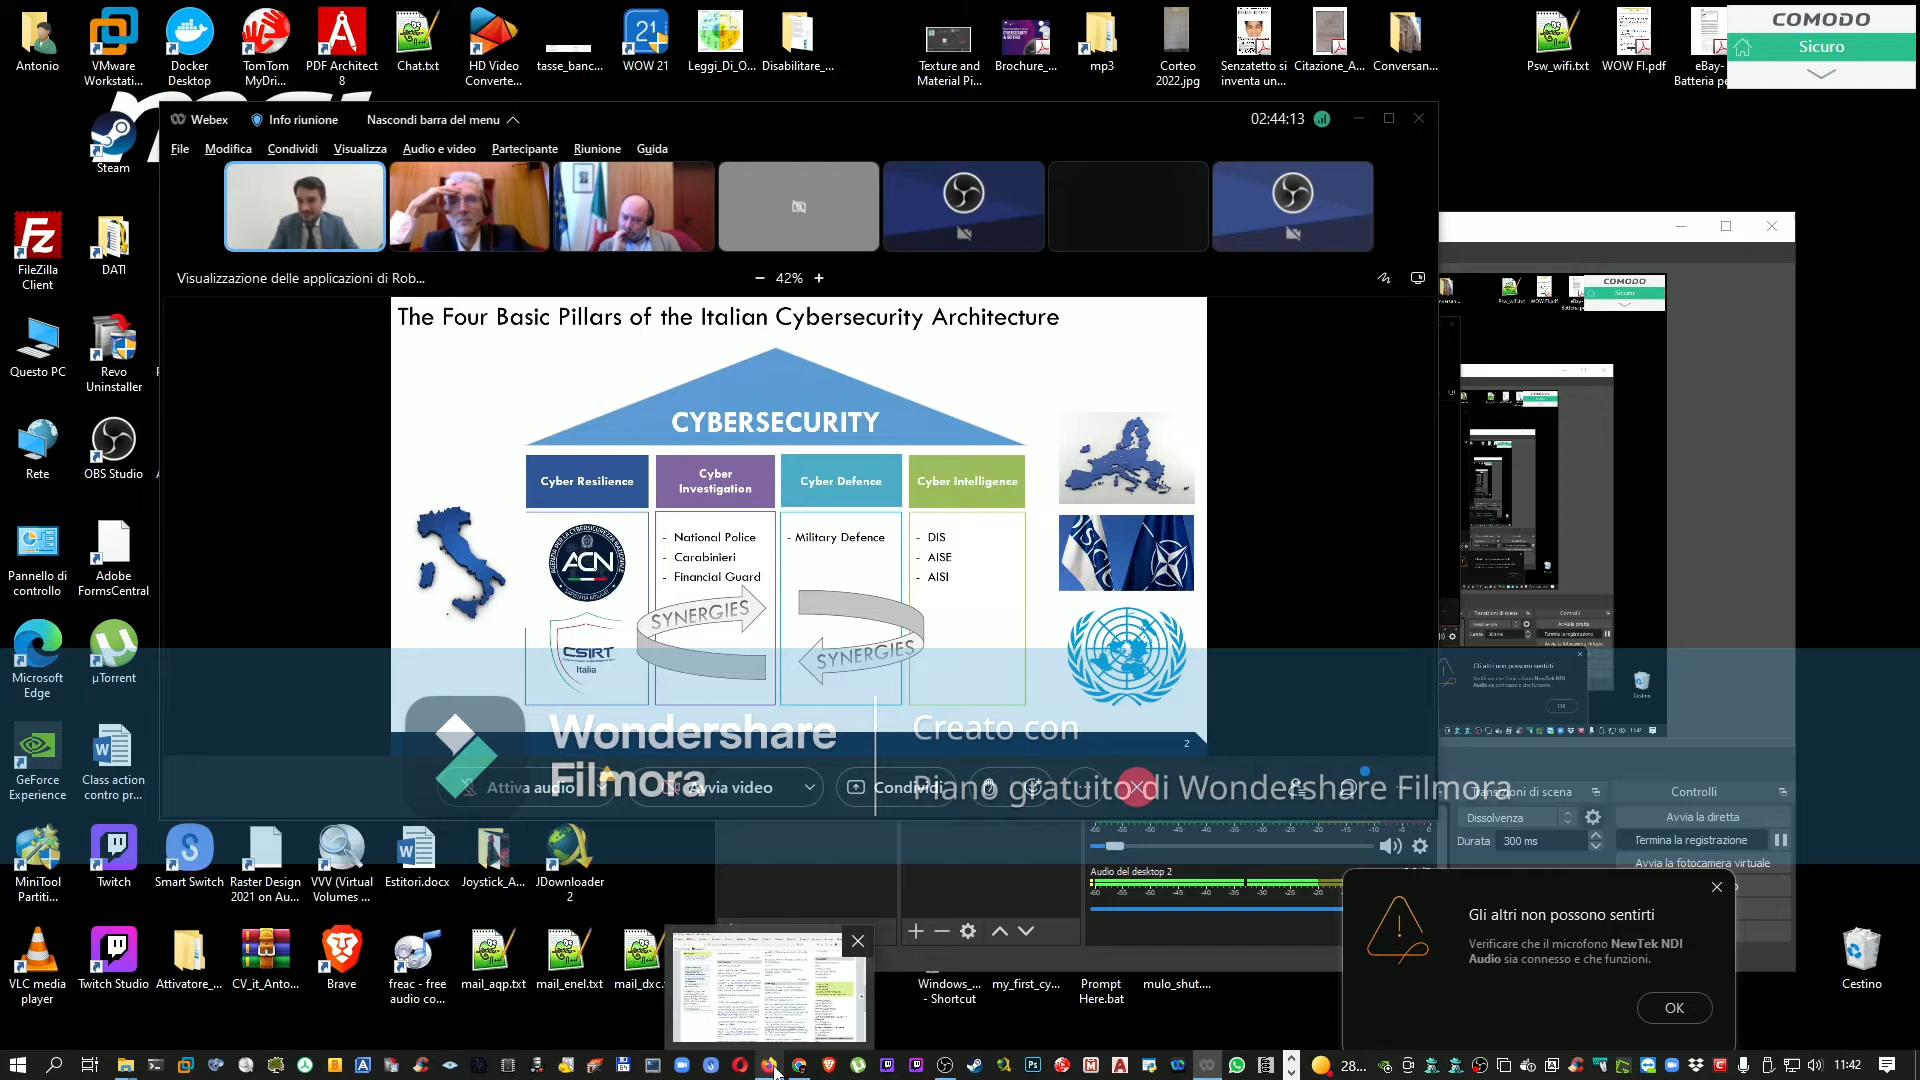 Antonio
VMware
Workstati...
Docker
Desktop
TomTom
MyDri...
PDF Architect
8
Chat.txt
HD Video
Converte...
tasse_banc...
WOW 21
Leggi_Di_O...
Disabilitare_...
Texture and
Material Pi...
Brochure_...
mp3
Corteo
2022.jpg
Senzatetto si
inventa un...
Citazione_A...
Conversan...
Psw_wifi.txt
WOW FI.pdf
eBay-
Batteria pe
COMODO
Sicuro
Steam
FileZilla
Client
DATI
Questo PC
Revo
Uninstaller
Rete
OBS Studio
Pannello di
controllo
Adobe
FormsCentral
Microsoft
Edge
µTorrent
GeForce
Experience
Class action
contro pr...
MiniTool
Partiti...
Twitch
Smart Switch
Raster Design
2021 on Au...
VVV (Virtual
Volumes ...
Estitori.docx
Joystick_A...
JDownloader
2
VLC media
player
Twitch Studio
Attivatore_...
CV_it_Anto...
Brave
freac - free
audio co...
mail_aqp.txt
mail_enel.txt
mail_dxc.
Windows_...
- Shortcut
my_first_cy...
Prompt
Here.bat
mulo_shut....
Cestino
Webex
Info riunione
Nascondi barra del menu
02:44:13
File
Modifica
Condividi
Visualizza
Audio e video
Partecipante
Riunione
Guida
Visualizzazione delle applicazioni di Rob...
42%
The Four Basic Pillars of the Italian Cybersecurity Architecture
CYBERSECURITY
Cyber Resilience
Cyber
Investigation
Cyber Defence
Cyber Intelligence
ACN
CSIRT
Italia
- National Police
- Carabinieri
- Financial Guard
- Military Defence
- DIS
- AISE
- AISI
SYNERGIES
SYNERGIES
2
Wondershare
Filmora
Creato con
Piano gratuito di Wondershare Filmora
Attiva audio
Avvia video
Condividi
Transizioni di scena
Dissolvenza
Durata
300 ms
Controlli
Avvia la diretta
Termina la registrazione
Avvia la fotocamera virtuale
Audio del desktop 2
Gli altri non possono sentirti
Verificare che il microfono NewTek NDI
Audio sia connesso e che funzioni.
OK
28...
11:42